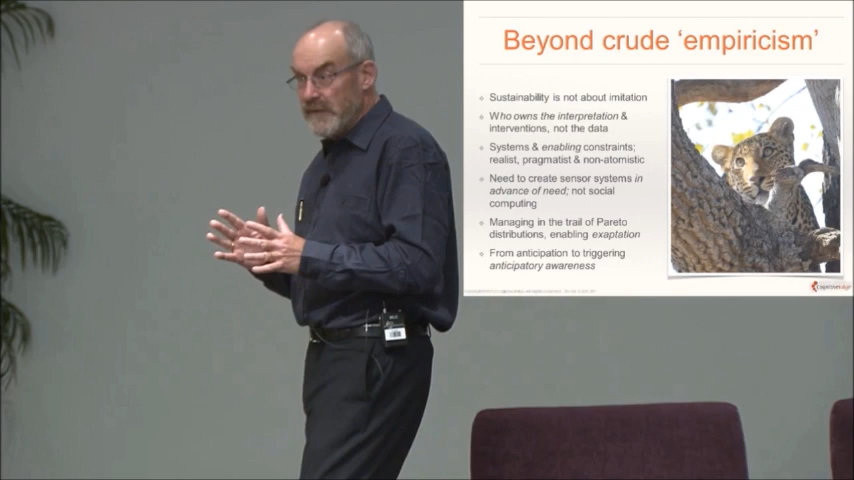 Beyond crude ‘empiricism’
Sustainability is not about imitation
Who owns the interpretation &
interventions, not the data
Systems & enabling constraints;
realist, pragmatist & non-atomistic
Need to create sensor systems in
advance of need; not social
computing
Managing in the trail of Pareto
distributions, enabling exaptation
From anticipation to triggering
anticipatory awareness